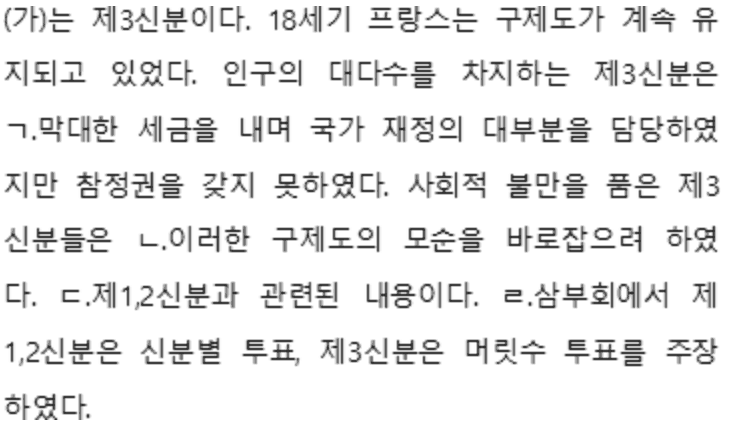 (가)는 제3신분이다. 18세기 프랑스는 구제도가 계속 유
지되고 있었다. 인구의 대다수를 차지하는 제3신분은
ㄱ.막대한 세금을 내며 국가 재정의 대부분을 담당하였
지만 참정권을 갖지 못하였다. 사회적 불만을 품은 제3
신분들은 ㄴ.이러한 구제도의 모순을 바로잡으려 하였
다. ㄷ.제1,2신분과 관련된 내용이다. ㄹ.삼부회에서 제
1,2신분은 신분별 투표, 제3신분은 머릿수 투표를 주장
하였다.